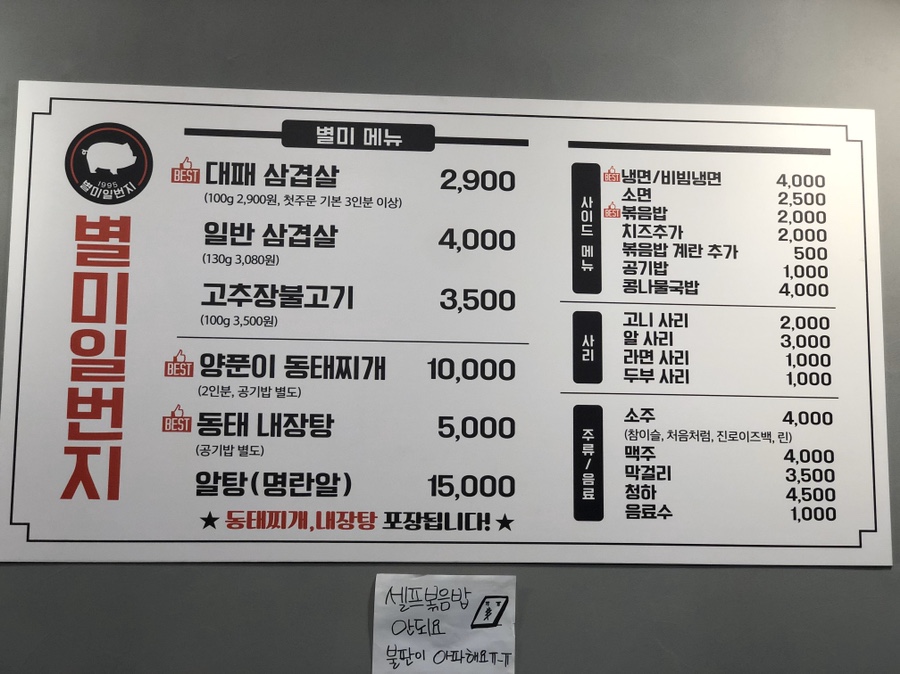 1995
별미일번지
별미일번지
별미 메뉴
BEST 대패 삼겹살 2,900
(100g 2,900원, 첫주문 기본 3인분 이상)
일반 삼겹살 4,000
(130g 3,080원)
고추장불고기 3,500
(100g 3,500원)
BEST 양푼이 동태찌개 10,000
(2인분, 공기밥 별도)
BEST 동태 내장탕 5,000
(공기밥 별도)
알탕(명란알) 15,000
★ 동태찌개,내장탕 포장됩니다! ★
사이드 메뉴
BEST 냉면/비빔냉면 4,000
소면 2,500
BEST 볶음밥 2,000
치즈추가 2,000
볶음밥 계란 추가 500
공기밥 1,000
콩나물국밥 4,000
사리
고니 사리 2,000
알 사리 3,000
라면 사리 1,000
두부 사리 1,000
주류/음료
소주 4,000
(참이슬, 처음처럼, 진로이즈백, 린)
맥주 4,000
막걸리 3,500
청하 4,500
음료수 1,000
셀프볶음밥
안되요
불판이 아파해요ㅠ-ㅠ